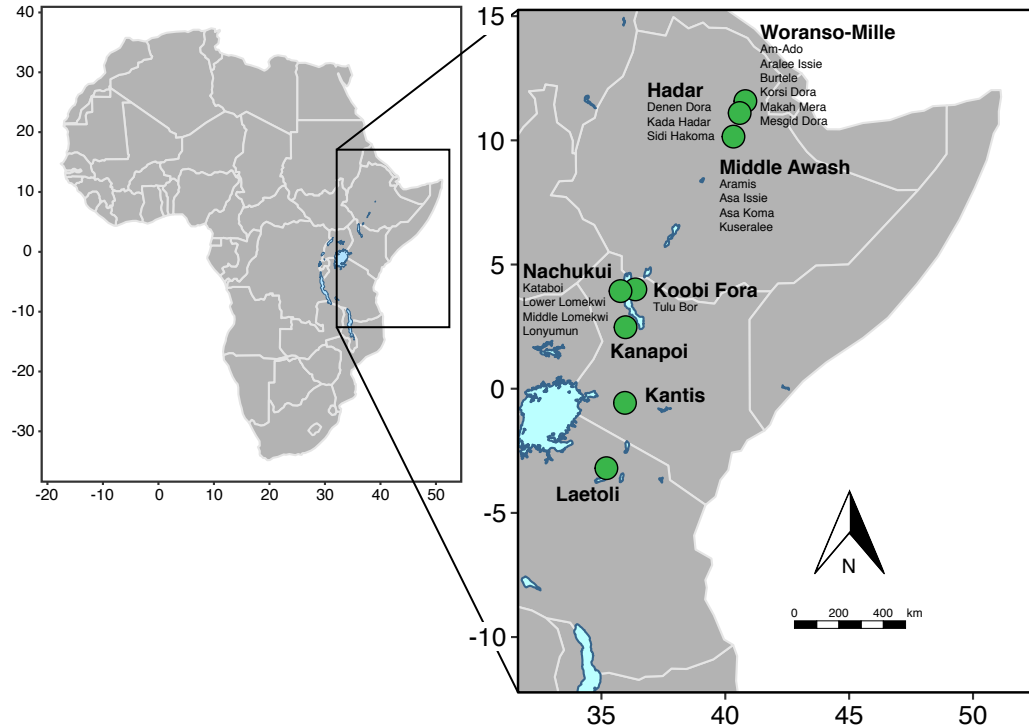 40
30
20
10
0
-10
-20
-30
-20
-10
0
10
20
30
40
50
15
10
5
0
-5
-10
35
40
45
50
Woranso-Mille
Am-Ado
Aralee Issie
Burtele
Korsi Dora
Makah Mera
Mesgid Dora
Hadar
Denen Dora
Kada Hadar
Sidi Hakoma
Middle Awash
Aramis
Asa Issie
Asa Koma
Kuseralee
Nachukui
Kataboi
Lower Lomekwi
Middle Lomekwi
Lonyumun
Koobi Fora
Tulu Bor
Kanapoi
Kantis
Laetoli
N
0 200 400 km